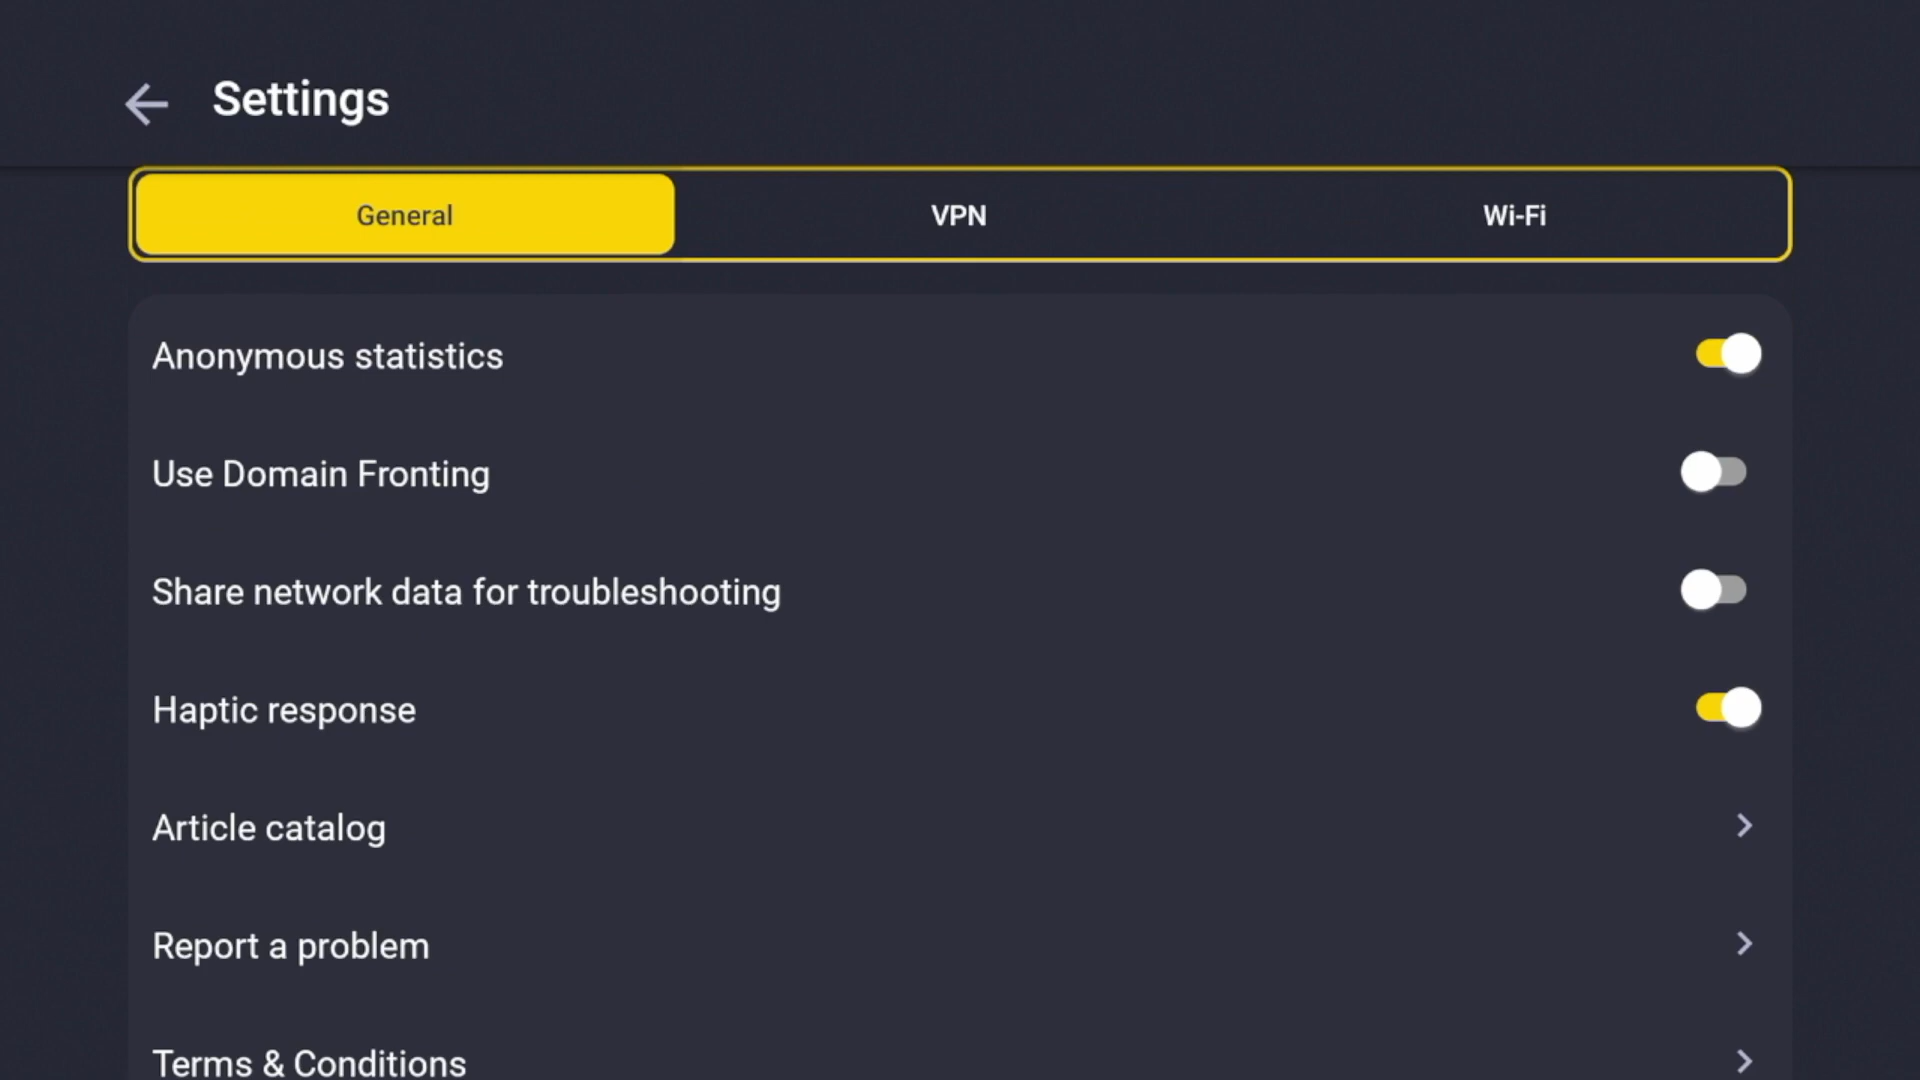 Settings
General
VPN
Wi-Fi
Anonymous statistics
Use Domain Fronting
Share network data for troubleshooting
Haptic response
Article catalog
Report a problem
Terms & Conditions